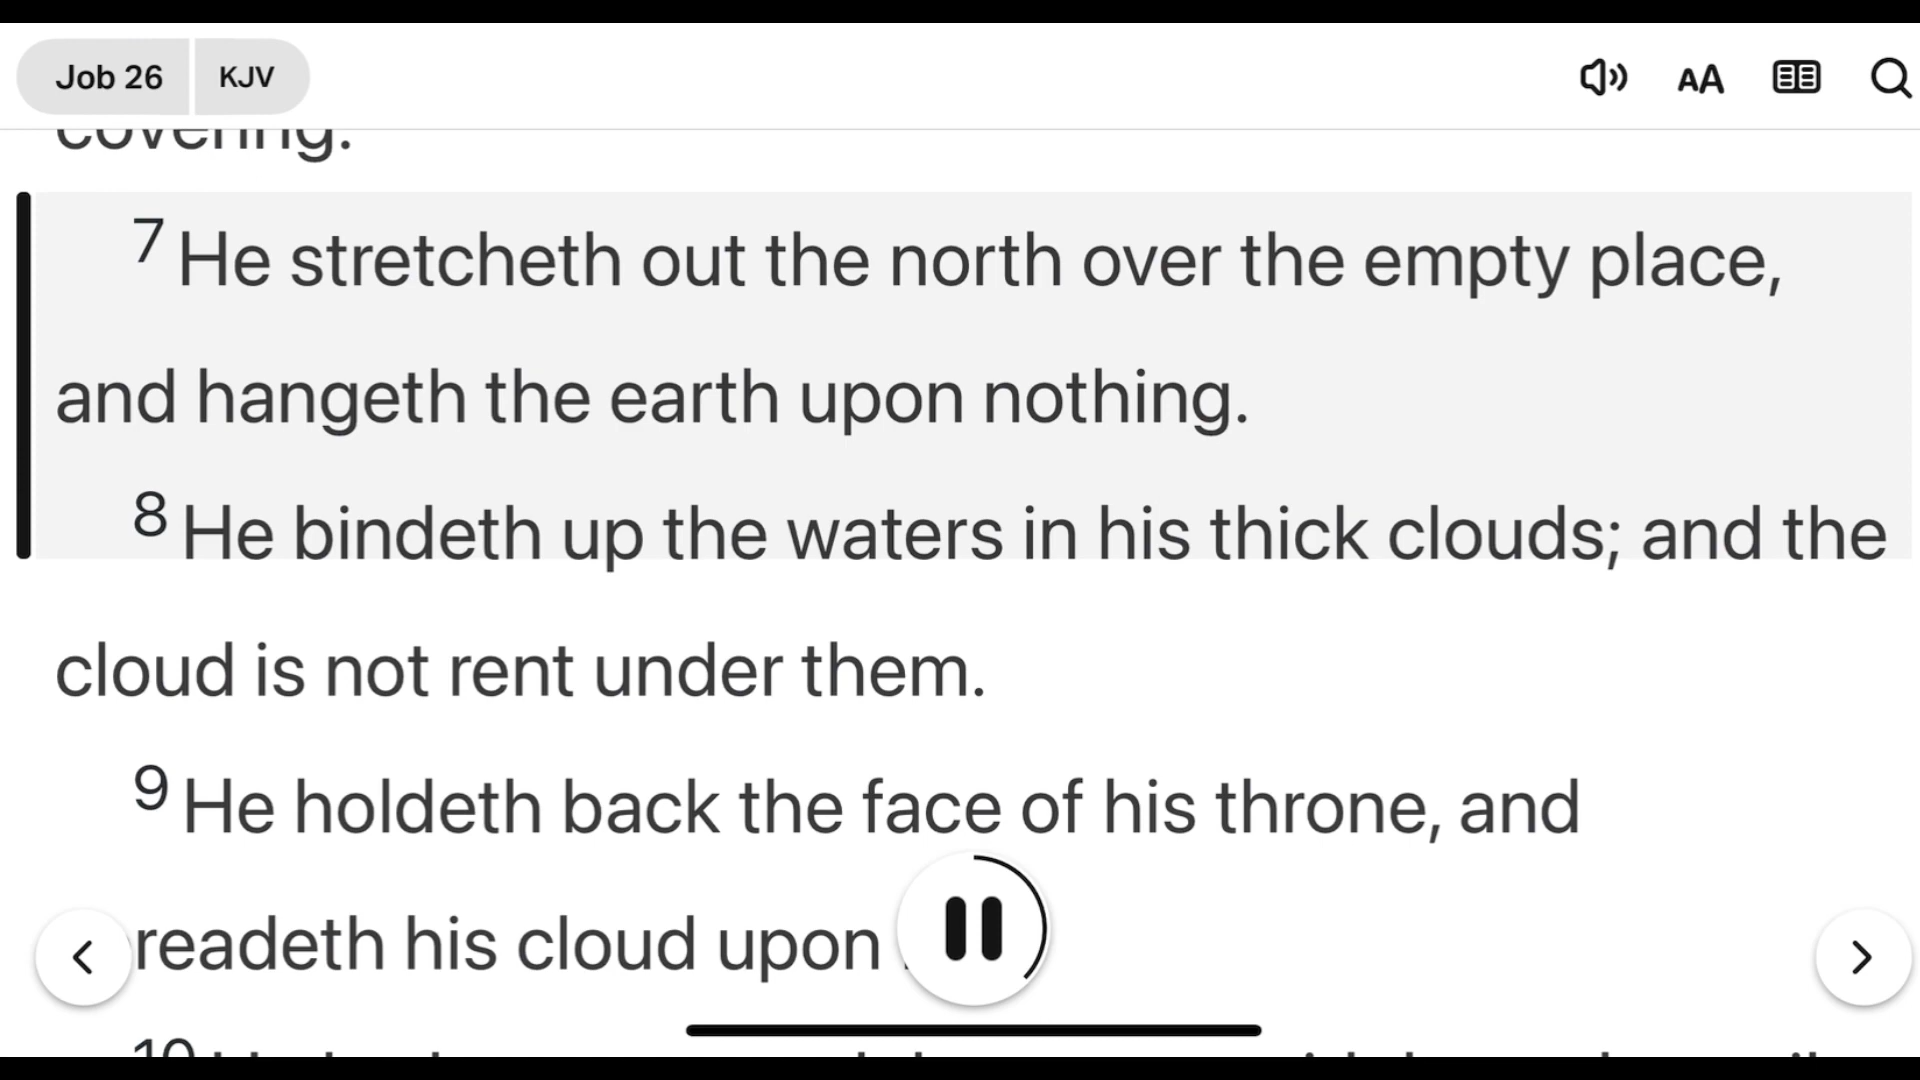 Job 26 KJV AA
covering.
7 He stretcheth out the north over the empty place,
and hangeth the earth upon nothing.
8 He bindeth up the waters in his thick clouds; and the
cloud is not rent under them.
9 He holdeth back the face of his throne, and
readeth his cloud upon
10